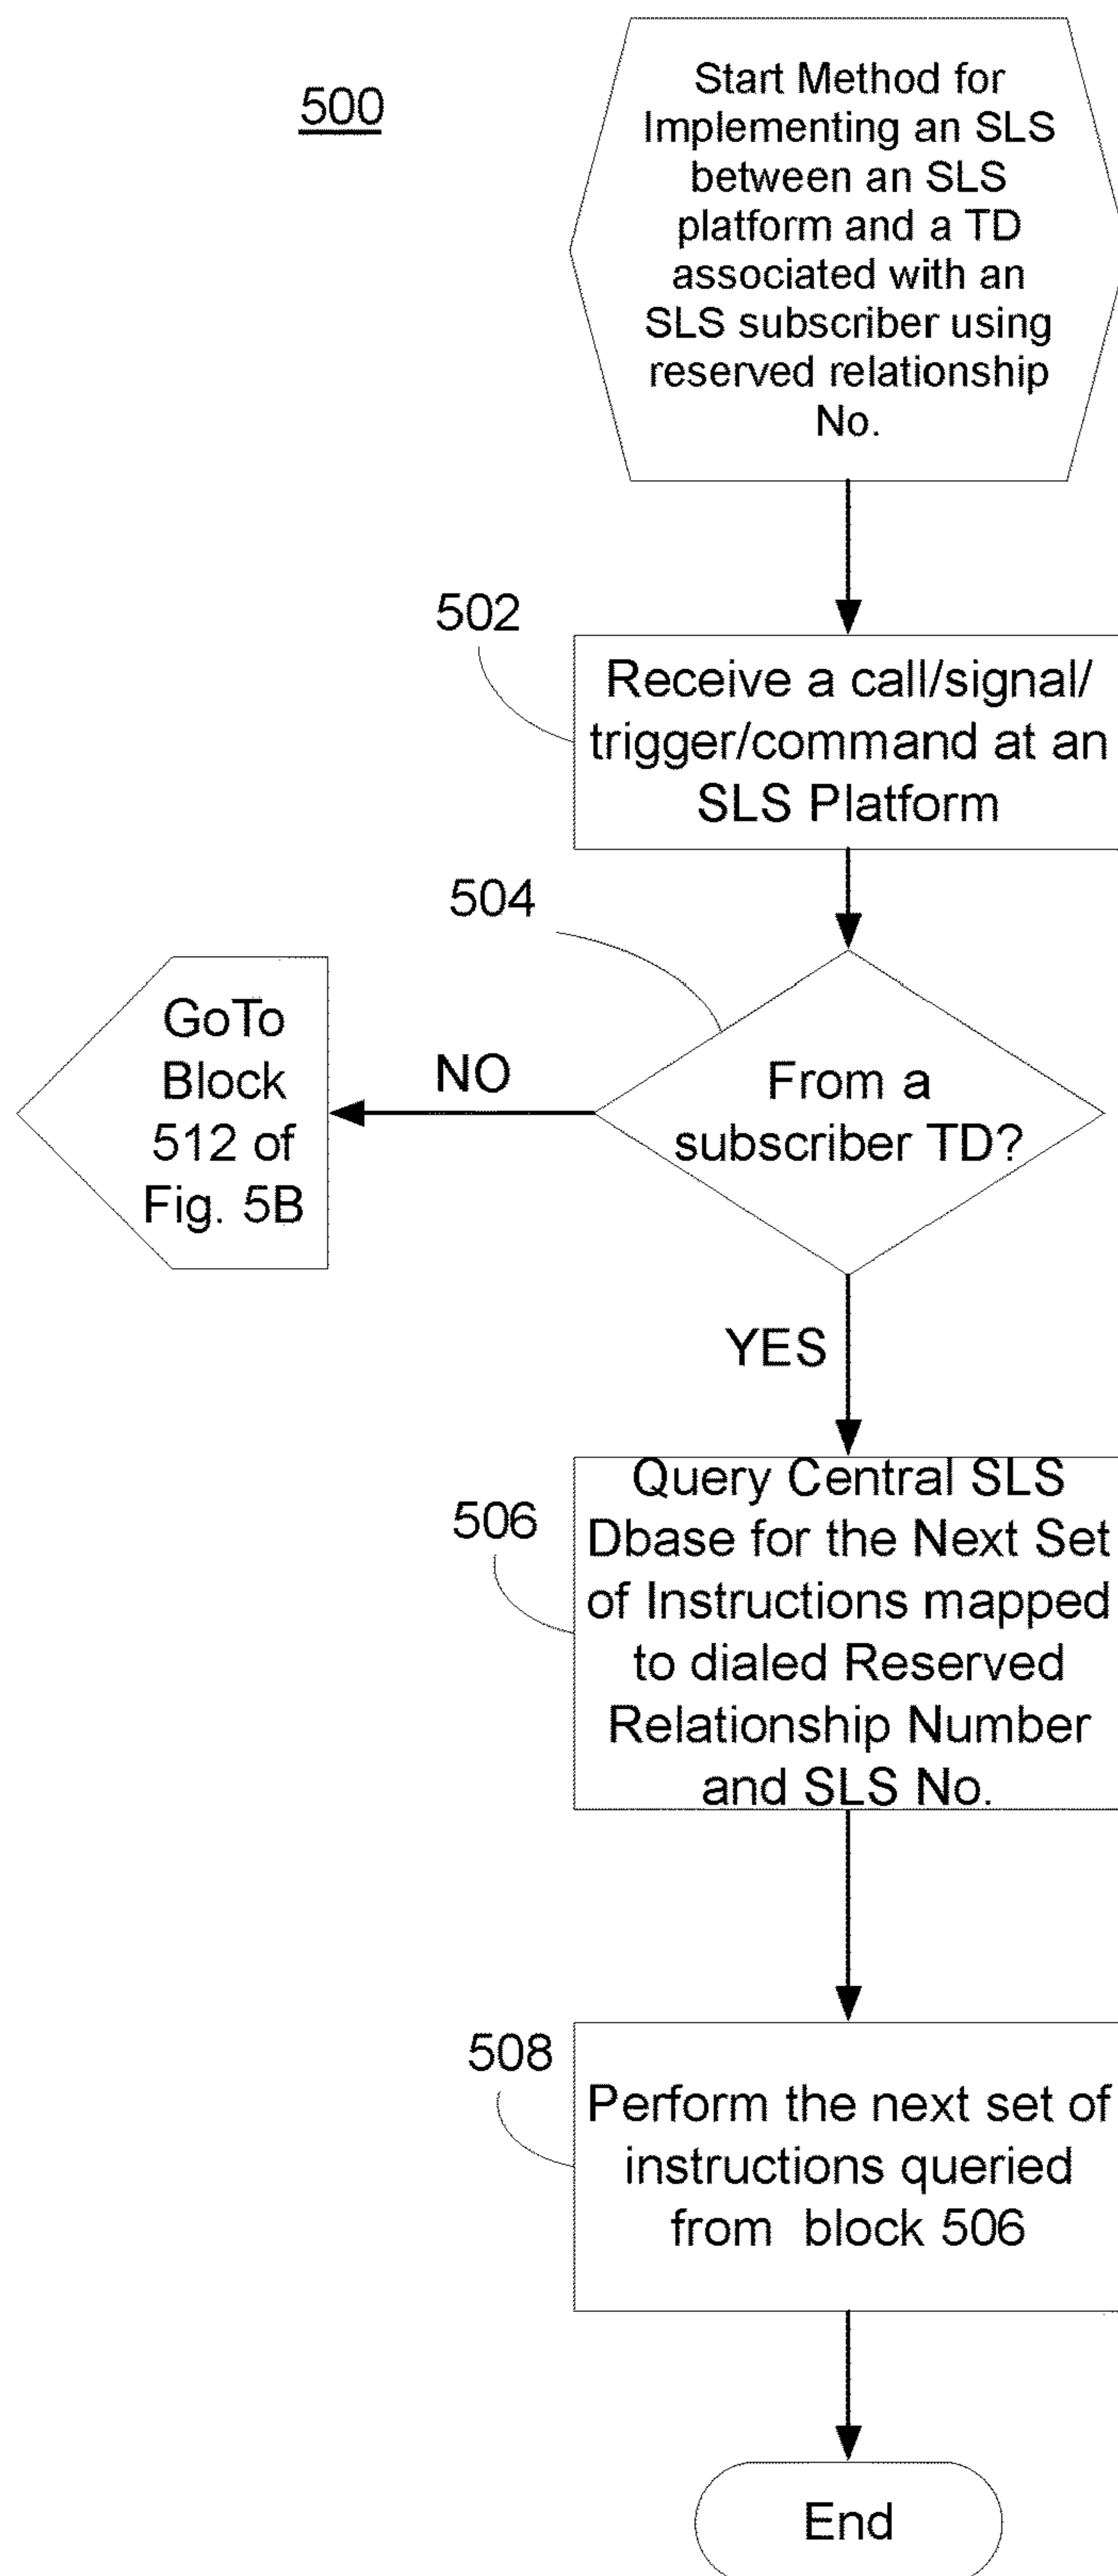 500
Start Method for
Implementing an SLS
between an SLS
platform and a TD
associated with an
SLS subscriber using
reserved relationship
No.
502
Receive a call/signal/
trigger/command at an
SLS Platform
504
From a
subscriber TD?
NO
GoTo
Block
512 of
Fig. 5B
YES
506
Query Central SLS
Dbase for the Next Set
of Instructions mapped
to dialed Reserved
Relationship Number
and SLS No.
508
Perform the next set of
instructions queried
from block 506
End